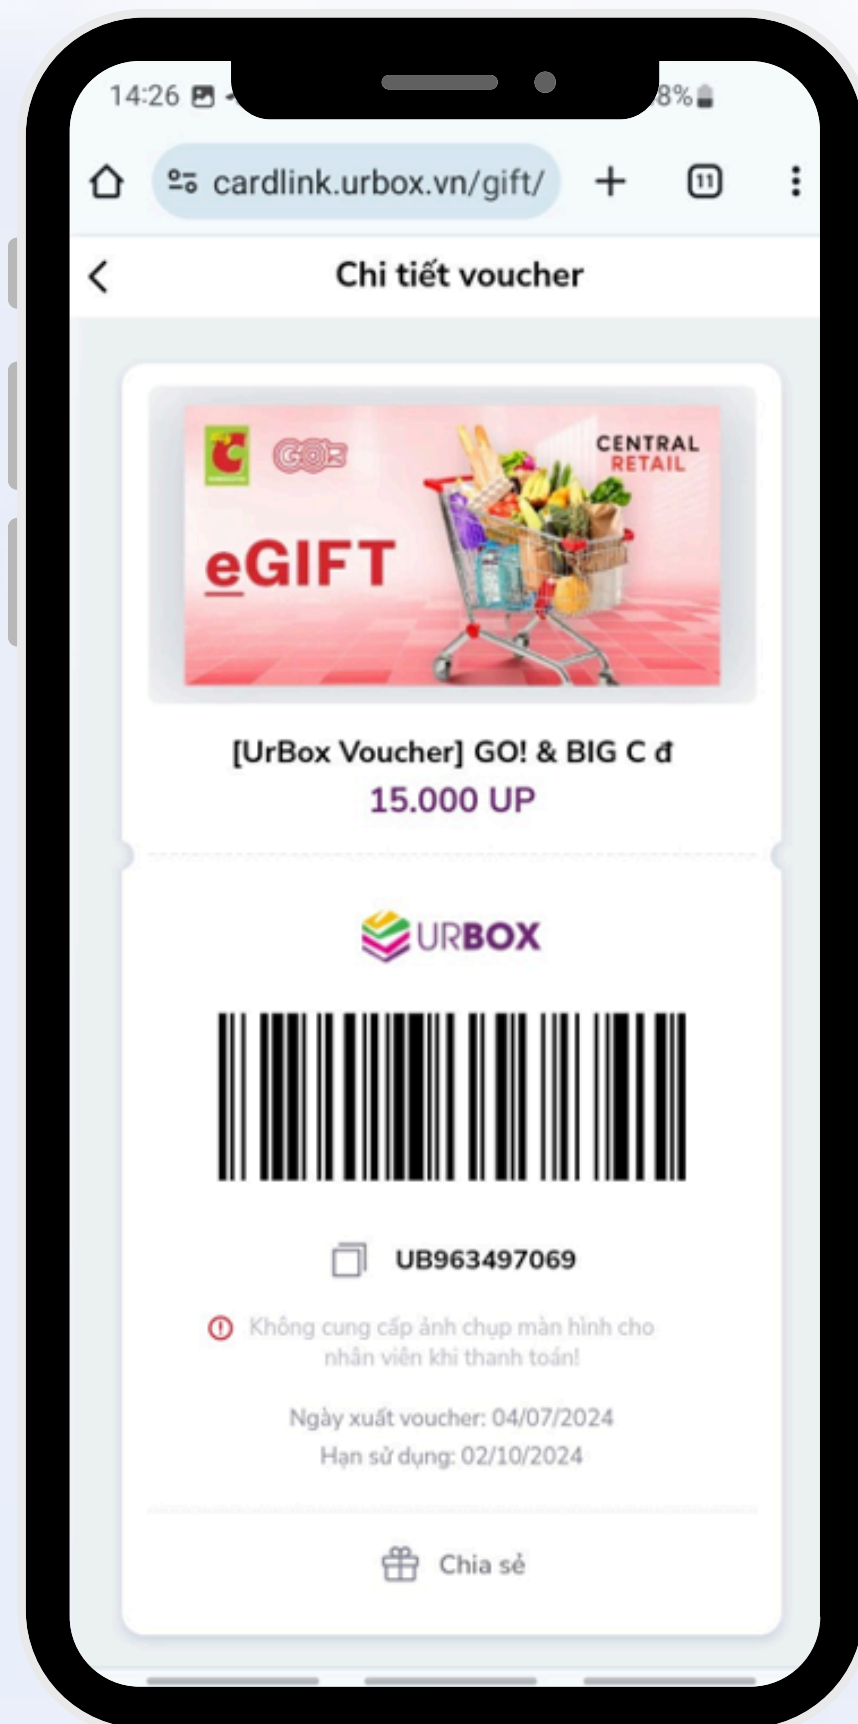 14:26
8%
cardlink.urbox.vn/gift/
11
Chi tiết voucher
GO!
CENTRAL
RETAIL
eGIFT
[UrBox Voucher] GO! & BIG C đ
15.000 UP
URBOX
UB963497069
Không cung cấp ảnh chụp màn hình cho
nhân viên khi thanh toán!
Ngày xuất voucher: 04/07/2024
Hạn sử dụng: 02/10/2024
Chia sẻ